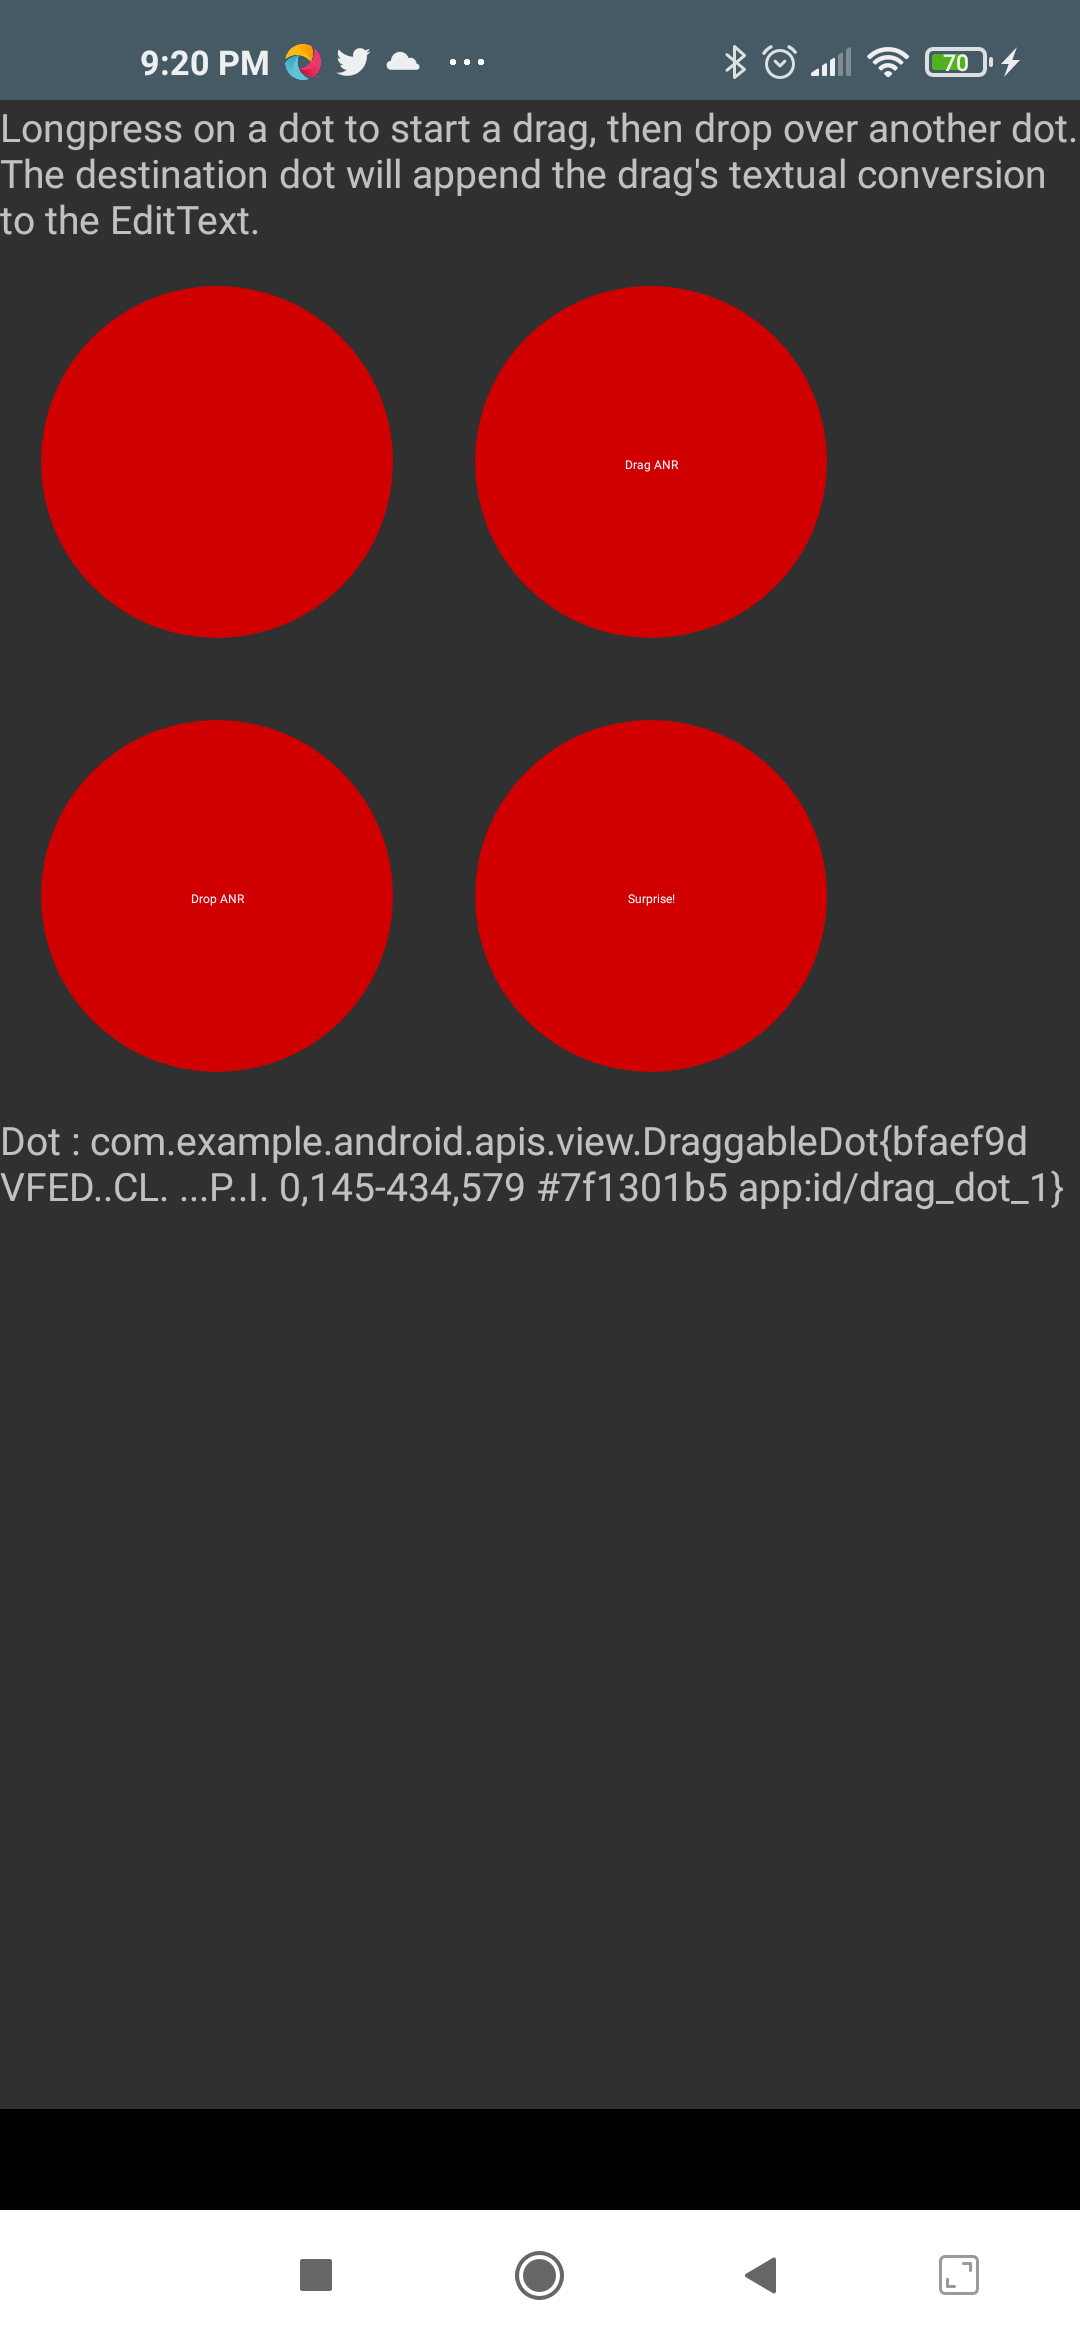 9:20 PM
70
Longpress on a dot to start a drag, then drop over another dot.
The destination dot will append the drag's textual conversion
to the EditText.
Drag ANR
Drop ANR
Surprise!
Dot : com.example.android.apis.view.DraggableDot{bfaef9d
VFED..CL. ...P..I. 0,145-434,579 #7f1301b5 app:id/drag_dot_1}